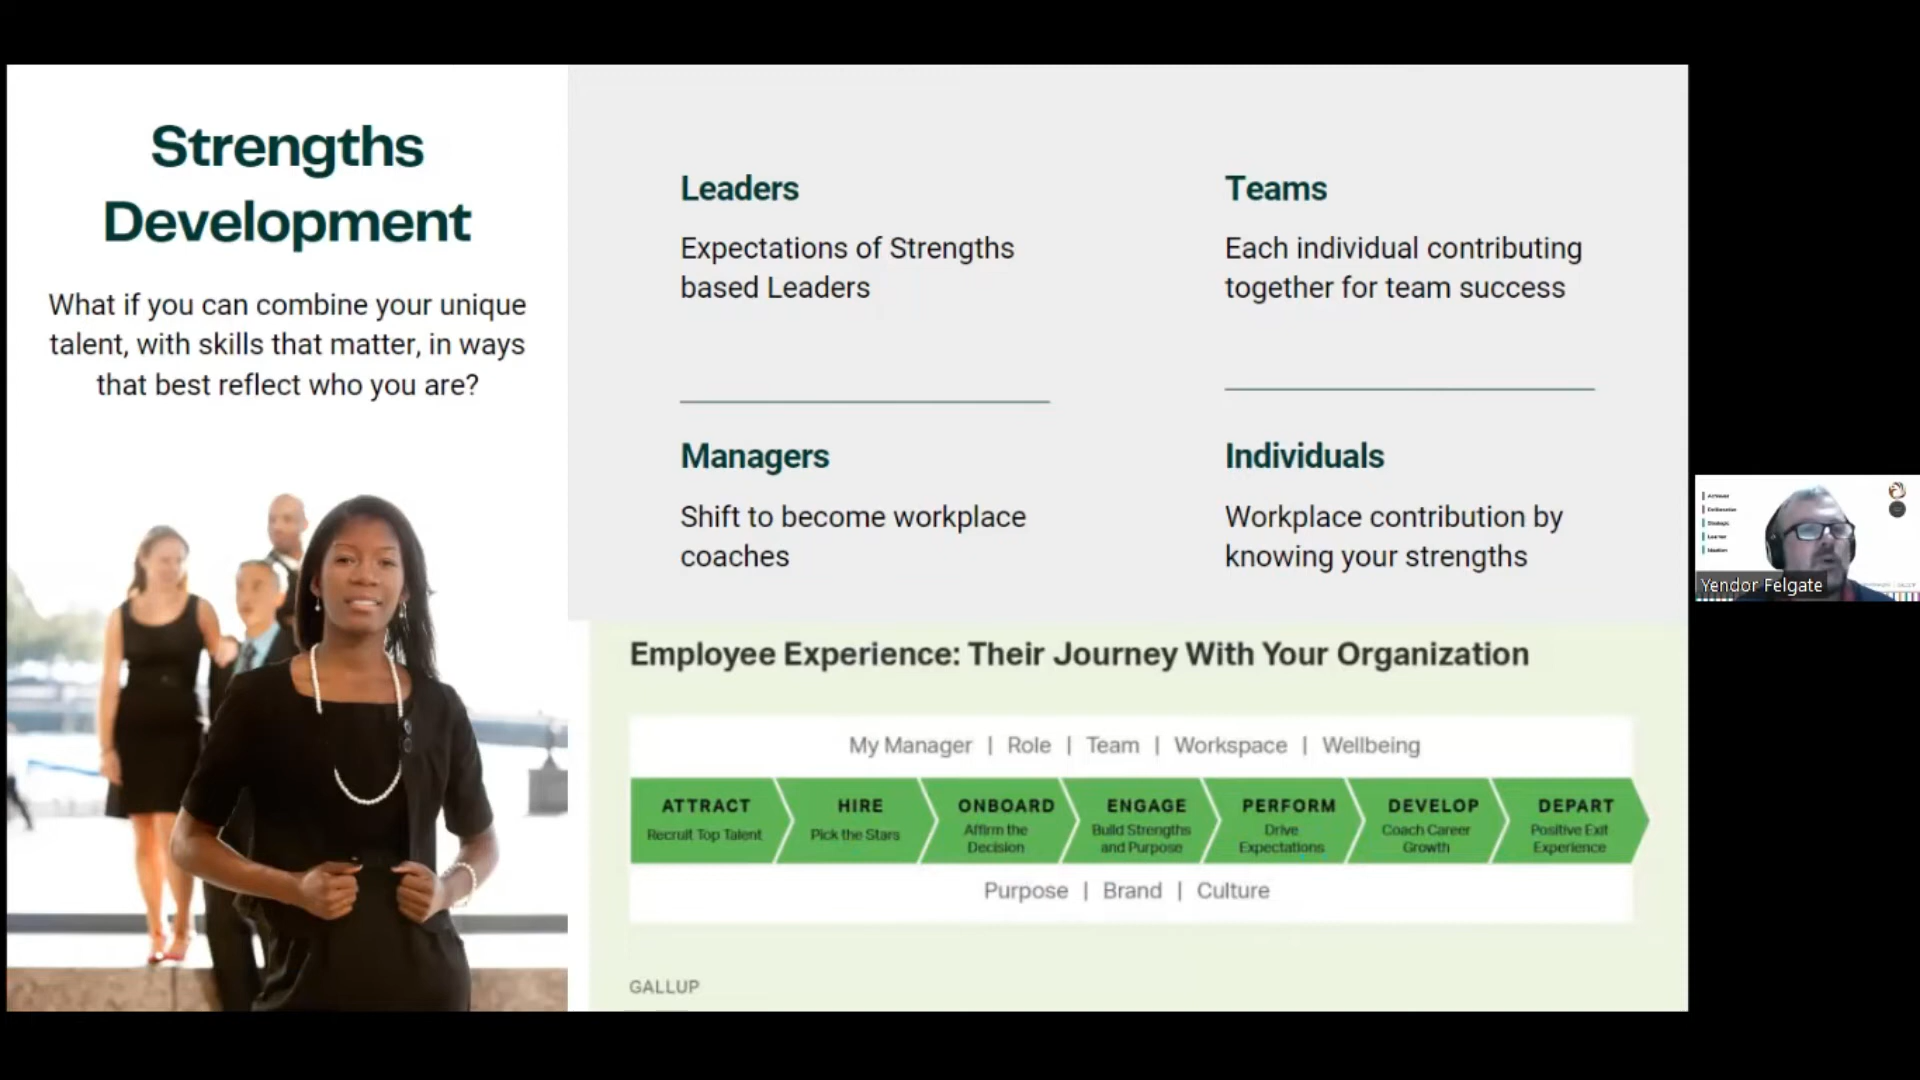 Strengths
Development
What if you can combine your unique
talent, with skills that matter, in ways
that best reflect who you are?
Leaders
Expectations of Strengths
based Leaders
Teams
Each individual contributing
together for team success
Managers
Shift to become workplace
coaches
Individuals
Workplace contribution by
knowing your strengths
Employee Experience: Their Journey With Your Organization
My Manager | Role | Team | Workspace | Wellbeing
ATTRACT
Recruit Top Talent
HIRE
Pick the Stars
ONBOARD
Affirm the
Decision
ENGAGE
Build Strengths
and Purpose
PERFORM
Drive
Expectations
DEVELOP
Coach Career
Growth
DEPART
Positive Exit
Experience
Purpose | Brand | Culture
GALLUP
Achiever
Deliberative
Strategic
Learner
Ideation
Yendor Felgate